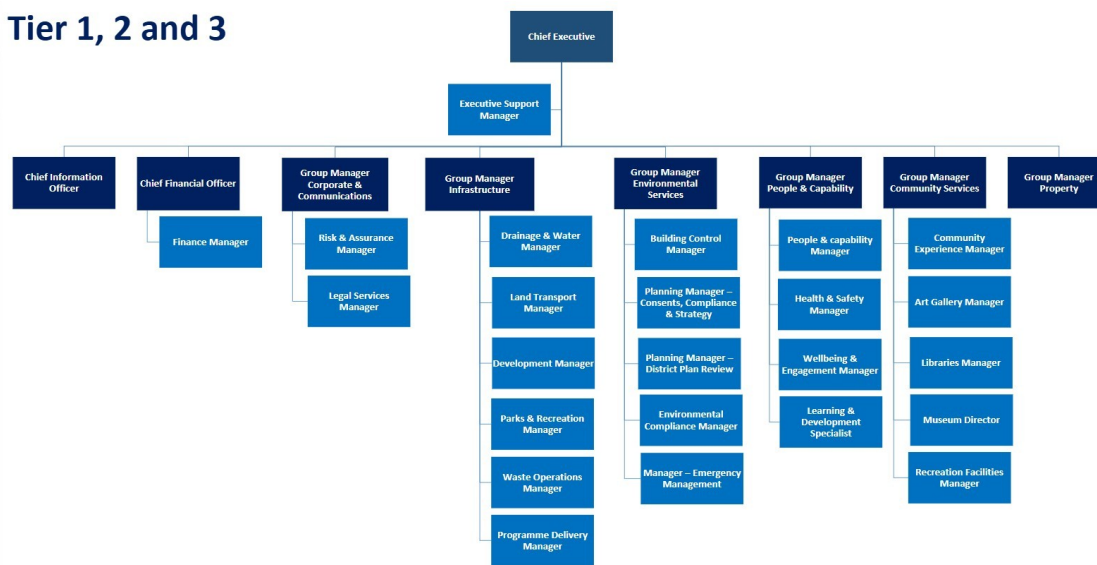 Tier 1, 2 and 3
Chief Executive
Executive Support
Manager
Chief Information
Officer
Chief Financial Officer
Group Manager
Corporate &
Communications
Group Manager
Infrastructure
Group Manager
Environmental
Services
Group Manager
People & Capability
Group Manager
Community Services
Group Manager
Property
Finance Manager
Risk & Assurance
Manager
Legal Services
Manager
Drainage & Water
Manager
Land Transport
Manager
Development Manager
Parks & Recreation
Manager
Waste Operations
Manager
Programme Delivery
Manager
Building Control
Manager
Planning Manager –
Consents, Compliance
& Strategy
Planning Manager –
District Plan Review
Environmental
Compliance Manager
Manager – Emergency
Management
People & capability
Manager
Health & Safety
Manager
Wellbeing &
Engagement Manager
Learning &
Development
Specialist
Community
Experience Manager
Art Gallery Manager
Libraries Manager
Museum Director
Recreation Facilities
Manager